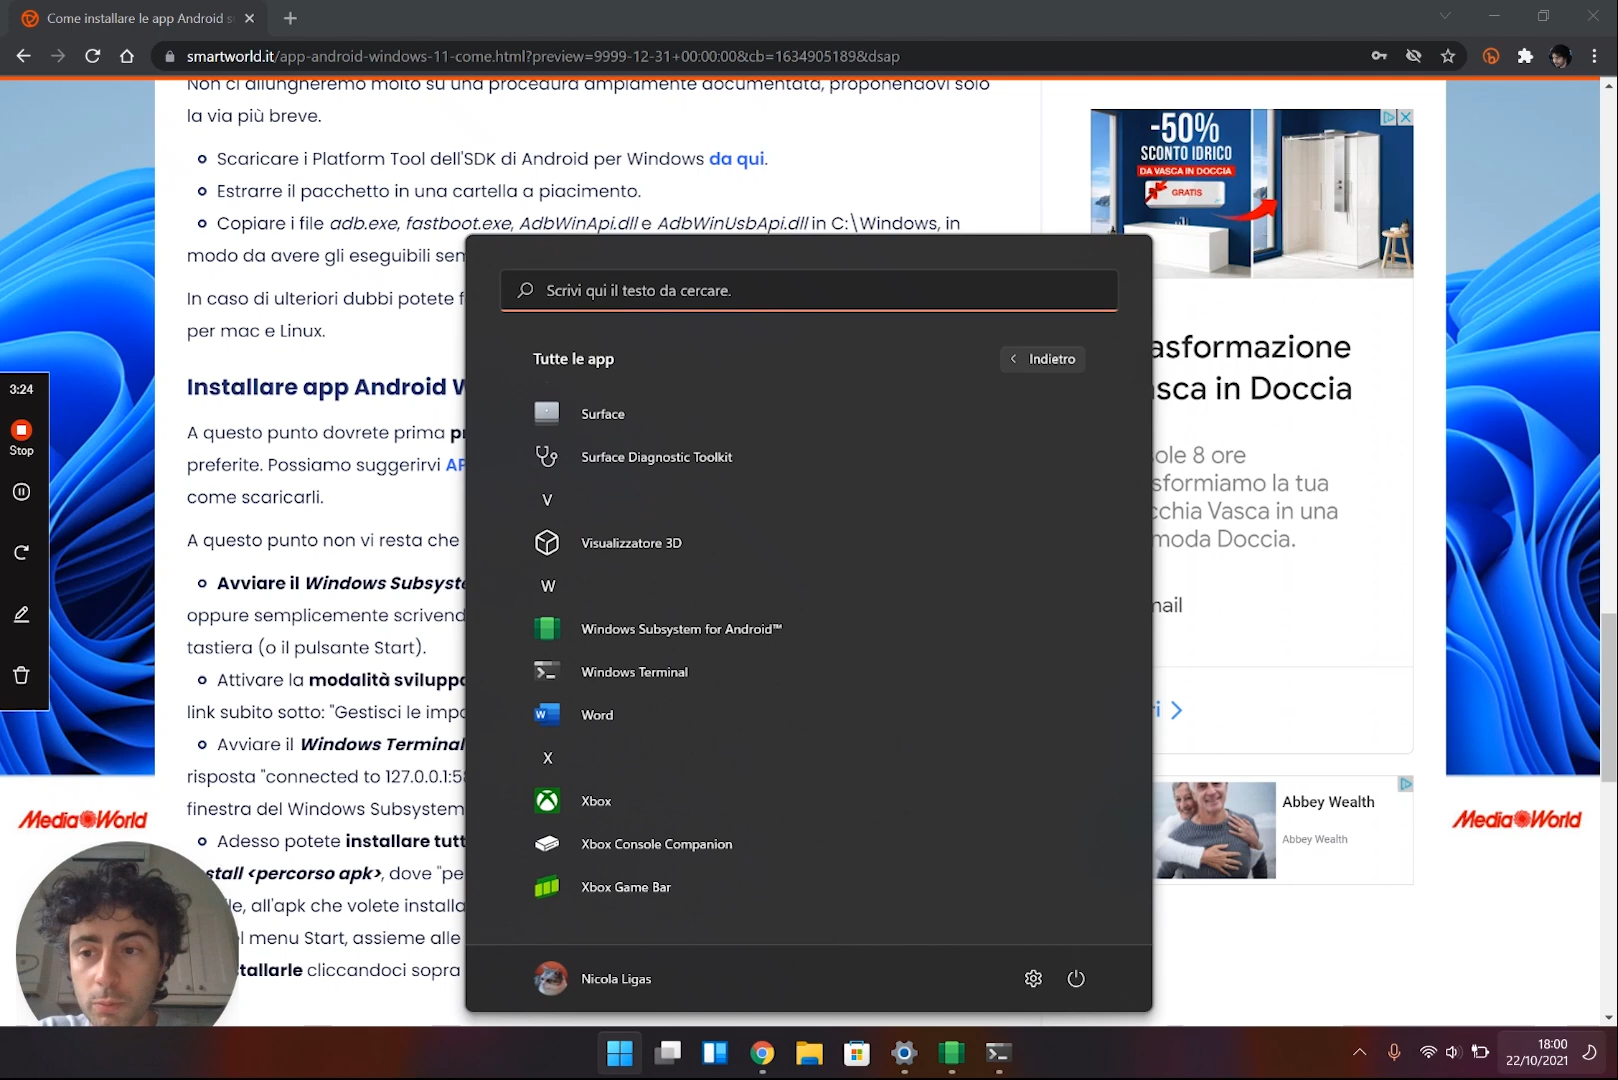 Come installare le app Android s
smartworld.it/app-android-windows-11-come.html?preview=9999-12-31+00:00:00&cb=1634905189&dsap
Non ci allungheremo molto su una procedura ampiamente documentata, proponendovi solo
la via più breve.
Scaricare i Platform Tool dell'SDK di Android per Windows da qui.
Estrarre il pacchetto in una cartella a piacimento.
Copiare i file adb.exe, fastboot.exe, AdbWinApi.dll e AdbWinUsbApi.dll in C:\Windows, in
modo da avere gli eseguibili sem
In caso di ulteriori dubbi potete f
per mac e Linux.
Installare app Android W
A questo punto dovrete prima pr
preferite. Possiamo suggerirvi AP
come scaricarli.
A questo punto non vi resta che
Avviare il Windows Subsyste
oppure semplicemente scrivend
tastiera (o il pulsante Start).
Attivare la modalità sviluppo
link subito sotto: "Gestisci le impo
Avviare il Windows Terminal
risposta "connected to 127.0.0.1:58
finestra del Windows Subsystem
Adesso potete installare tutt
stall <percorso apk>, dove "pe
le, all'apk che volete installa
el menu Start, assieme alle
stallarle cliccandoci sopra
3:24
Stop
MediaWorld
Scrivi qui il testo da cercare.
Tutte le app
Indietro
Surface
Surface Diagnostic Toolkit
V
Visualizzatore 3D
W
Windows Subsystem for Android™
Windows Terminal
Word
X
Xbox
Xbox Console Companion
Xbox Game Bar
Nicola Ligas
-50%
SCONTO IDRICO
DA VASCA IN DOCCIA
GRATIS
asformazione
sca in Doccia
ole 8 ore
sformiamo la tua
cchia Vasca in una
moda Doccia.
nail
ri
Abbey Wealth
Abbey Wealth
MediaWorld
18:00
22/10/2021